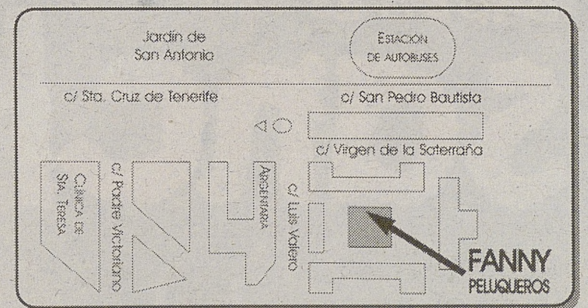 Jardín de
San Antonio
ESTACIÓN
DE AUTOBUSES
c/ Sta. Cruz de Tenerife
c/ San Pedro Bautista
c/ Virgen de la Soterraña
CLÍNICA DE
STA. TERESA
c/ Padre Victoriano
ARGENTARIA
c/ Luis Valero
FANNY
PELUQUEROS